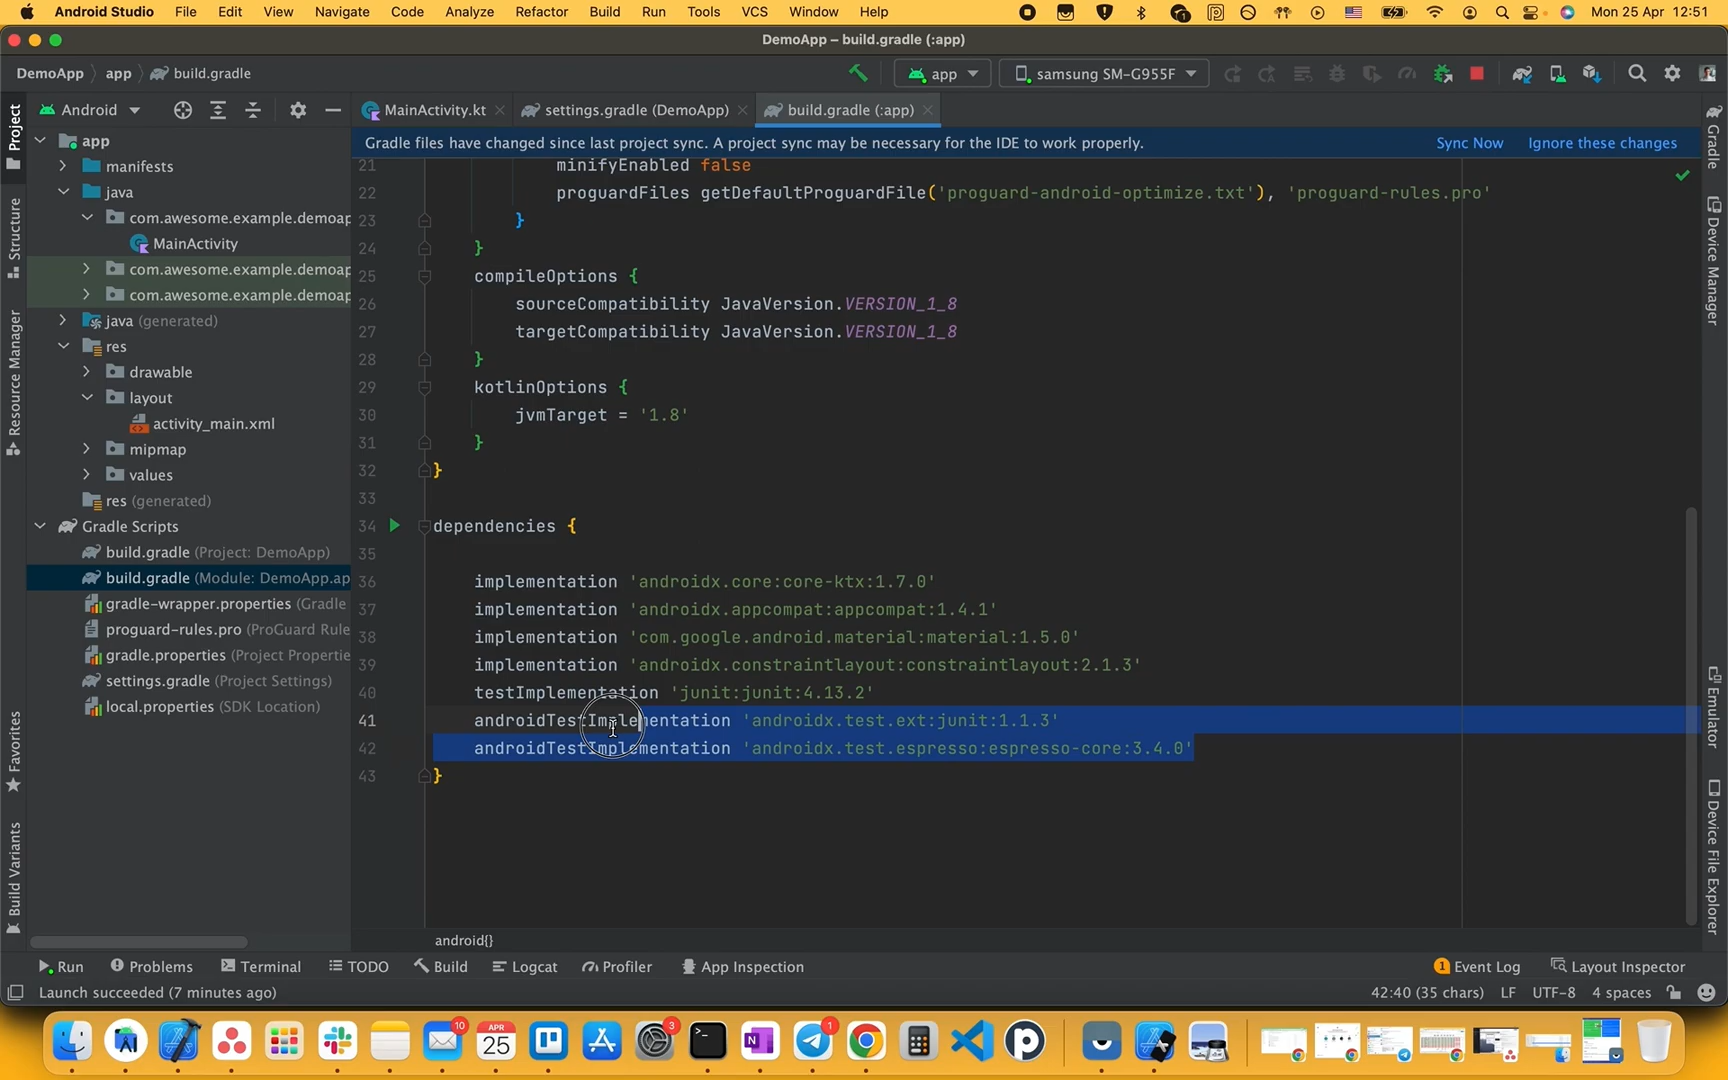 Android Studio File Edit View Navigate Code Analyze Refactor Build Run Tools VCS Window Help Mon 25 Apr 12:51
DemoApp – build.gradle (:app)
DemoApp app build.gradle
app samsung SM-G955F
Android
MainActivity.kt settings.gradle (DemoApp) build.gradle (:app)
Gradle files have changed since last project sync. A project sync may be necessary for the IDE to work properly. Sync Now Ignore these changes
Project
Structure
Resource Manager
Build Variants
Favorites
app
manifests
java
com.awesome.example.demoap
MainActivity
com.awesome.example.demoap
com.awesome.example.demoap
java (generated)
res
drawable
layout
activity_main.xml
mipmap
values
res (generated)
Gradle Scripts
build.gradle (Project: DemoApp)
build.gradle (Module: DemoApp.ap
gradle-wrapper.properties (Gradle
proguard-rules.pro (ProGuard Rule
gradle.properties (Project Propertie
settings.gradle (Project Settings)
local.properties (SDK Location)
21 minifyEnabled false
22 proguardFiles getDefaultProguardFile('proguard-android-optimize.txt'), 'proguard-rules.pro'
23 }
24 }
25 compileOptions {
26 sourceCompatibility JavaVersion.VERSION_1_8
27 targetCompatibility JavaVersion.VERSION_1_8
28 }
29 kotlinOptions {
30 jvmTarget = '1.8'
31 }
32 }
33
34 dependencies {
35
36 implementation 'androidx.core:core-ktx:1.7.0'
37 implementation 'androidx.appcompat:appcompat:1.4.1'
38 implementation 'com.google.android.material:material:1.5.0'
39 implementation 'androidx.constraintlayout:constraintlayout:2.1.3'
40 testImplementation 'junit:junit:4.13.2'
41 androidTestImplementation 'androidx.test.ext:junit:1.1.3'
42 androidTestImplementation 'androidx.test.espresso:espresso-core:3.4.0'
43 }
android{}
Gradle
Device Manager
Emulator
Device File Explorer
Run Problems Terminal TODO Build Logcat Profiler App Inspection 1 Event Log Layout Inspector
Launch succeeded (7 minutes ago) 42:40 (35 chars) LF UTF-8 4 spaces
10 APR 25 3 1